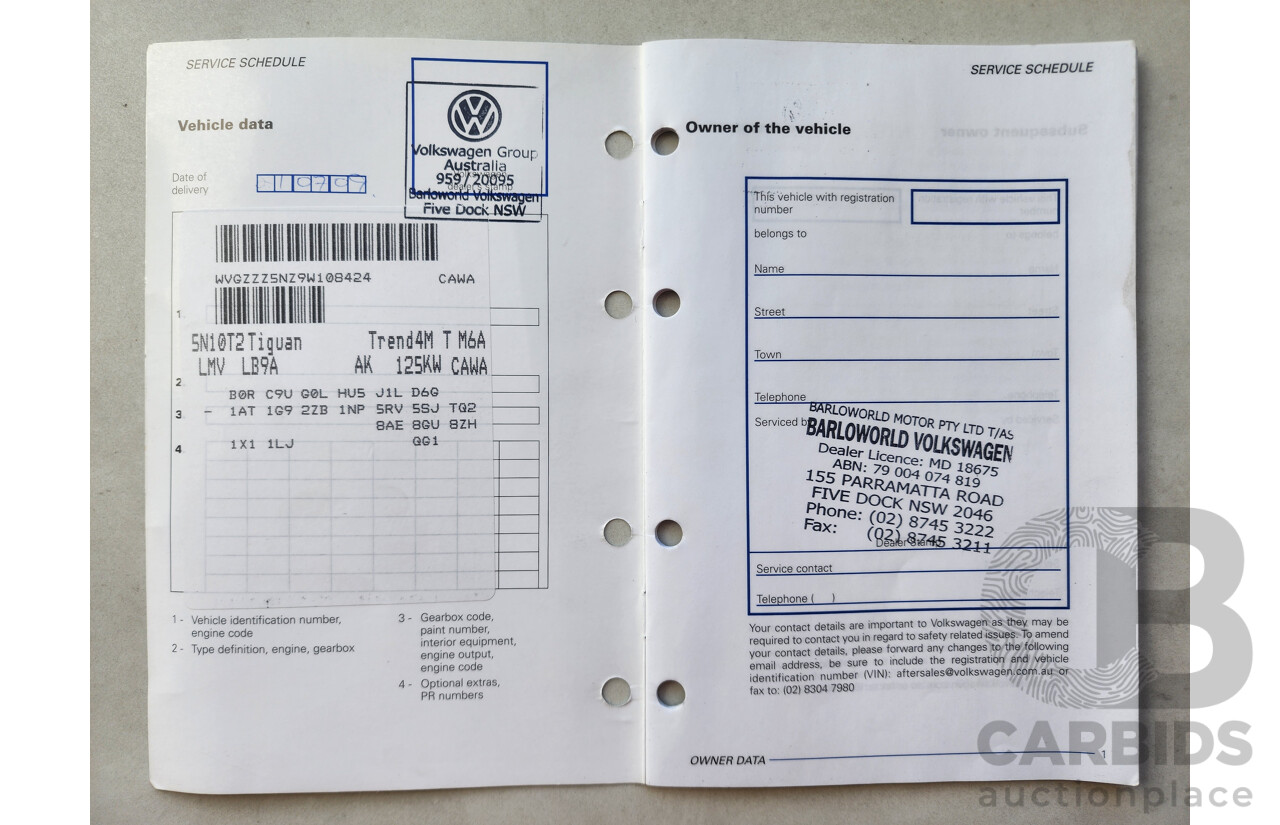 SERVICE SCHEDULE
Vehicle data
Date of
delivery
Volkswagen Group
Australia
959/20095
dealer's stamp
Barloworld Volkswagen
Five Dock NSW
WVGZZZ5NZ9W108424 CAWA
1
5N10T2 Tiguan Trend4M T M6A
LMV LB9A AK 125KW CAWA
2
B0R C9U G0L HU5 J1L D6G
3 - 1AT 1G9 2ZB 1NP 5RV 5SJ TQ2
8AE 8GU 8ZH
4
1X1 1LJ QG1
1 - Vehicle identification number,
engine code
2 - Type definition, engine, gearbox
3 - Gearbox code,
paint number,
interior equipment,
engine output,
engine code
4 - Optional extras,
PR numbers
SERVICE SCHEDULE
Owner of the vehicle
This vehicle with registration
number
belongs to
Name
Street
Town
Telephone
Serviced by
BARLOWORLD MOTOR PTY LTD T/AS
BARLOWORLD VOLKSWAGEN
Dealer Licence: MD 18675
ABN: 79 004 074 819
155 PARRAMATTA ROAD
FIVE DOCK NSW 2046
Phone: (02) 8745 3222
Fax: (02) 8745 3211
Dealer Stamp
Service contact
Telephone ( )
Your contact details are important to Volkswagen as they may be
required to contact you in regard to safety related issues. To amend
your contact details, please forward any changes to the following
email address, be sure to include the registration and vehicle
identification number (VIN): aftersales@volkswagen.com.au or
fax to: (02) 8304 7980
OWNER DATA 1
CARBIDS
auctionplace